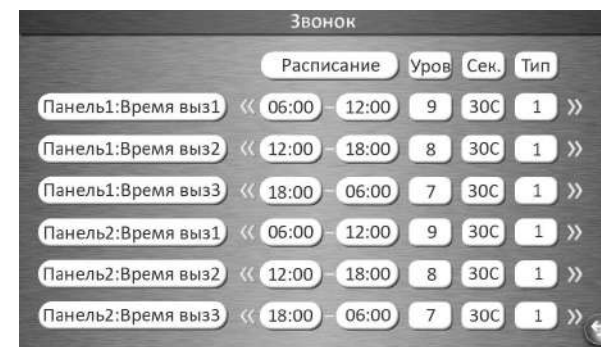 Звонок
Расписание Уров Сек. Тип
Панель1:Время выз1 « 06:00 – 12:00 9 30С 1 »
Панель1:Время выз2 « 12:00 – 18:00 8 30С 1 »
Панель1:Время выз3 « 18:00 – 06:00 7 30С 1 »
Панель2:Время выз1 « 06:00 – 12:00 9 30С 1 »
Панель2:Время выз2 « 12:00 – 18:00 8 30С 1 »
Панель2:Время выз3 « 18:00 – 06:00 7 30С 1 »